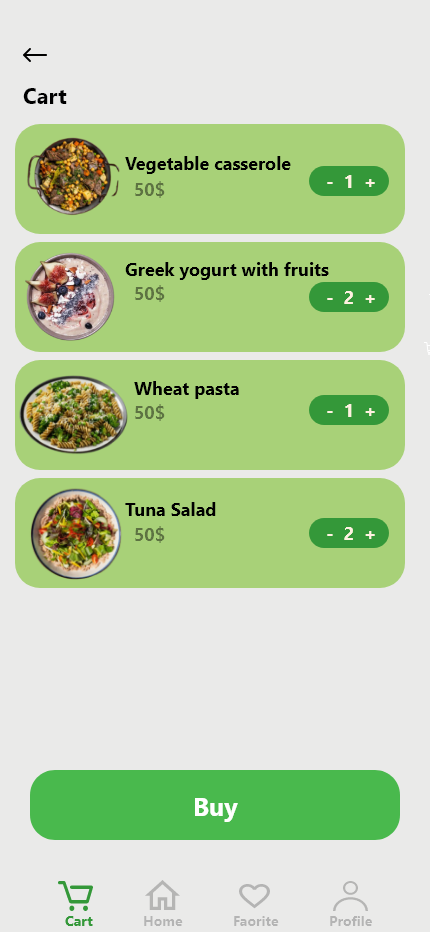 Cart
Vegetable casserole
50$
- 1 +
Greek yogurt with fruits
50$
- 2 +
Wheat pasta
50$
- 1 +
Tuna Salad
50$
- 2 +
Buy
Cart Home Faorite Profile